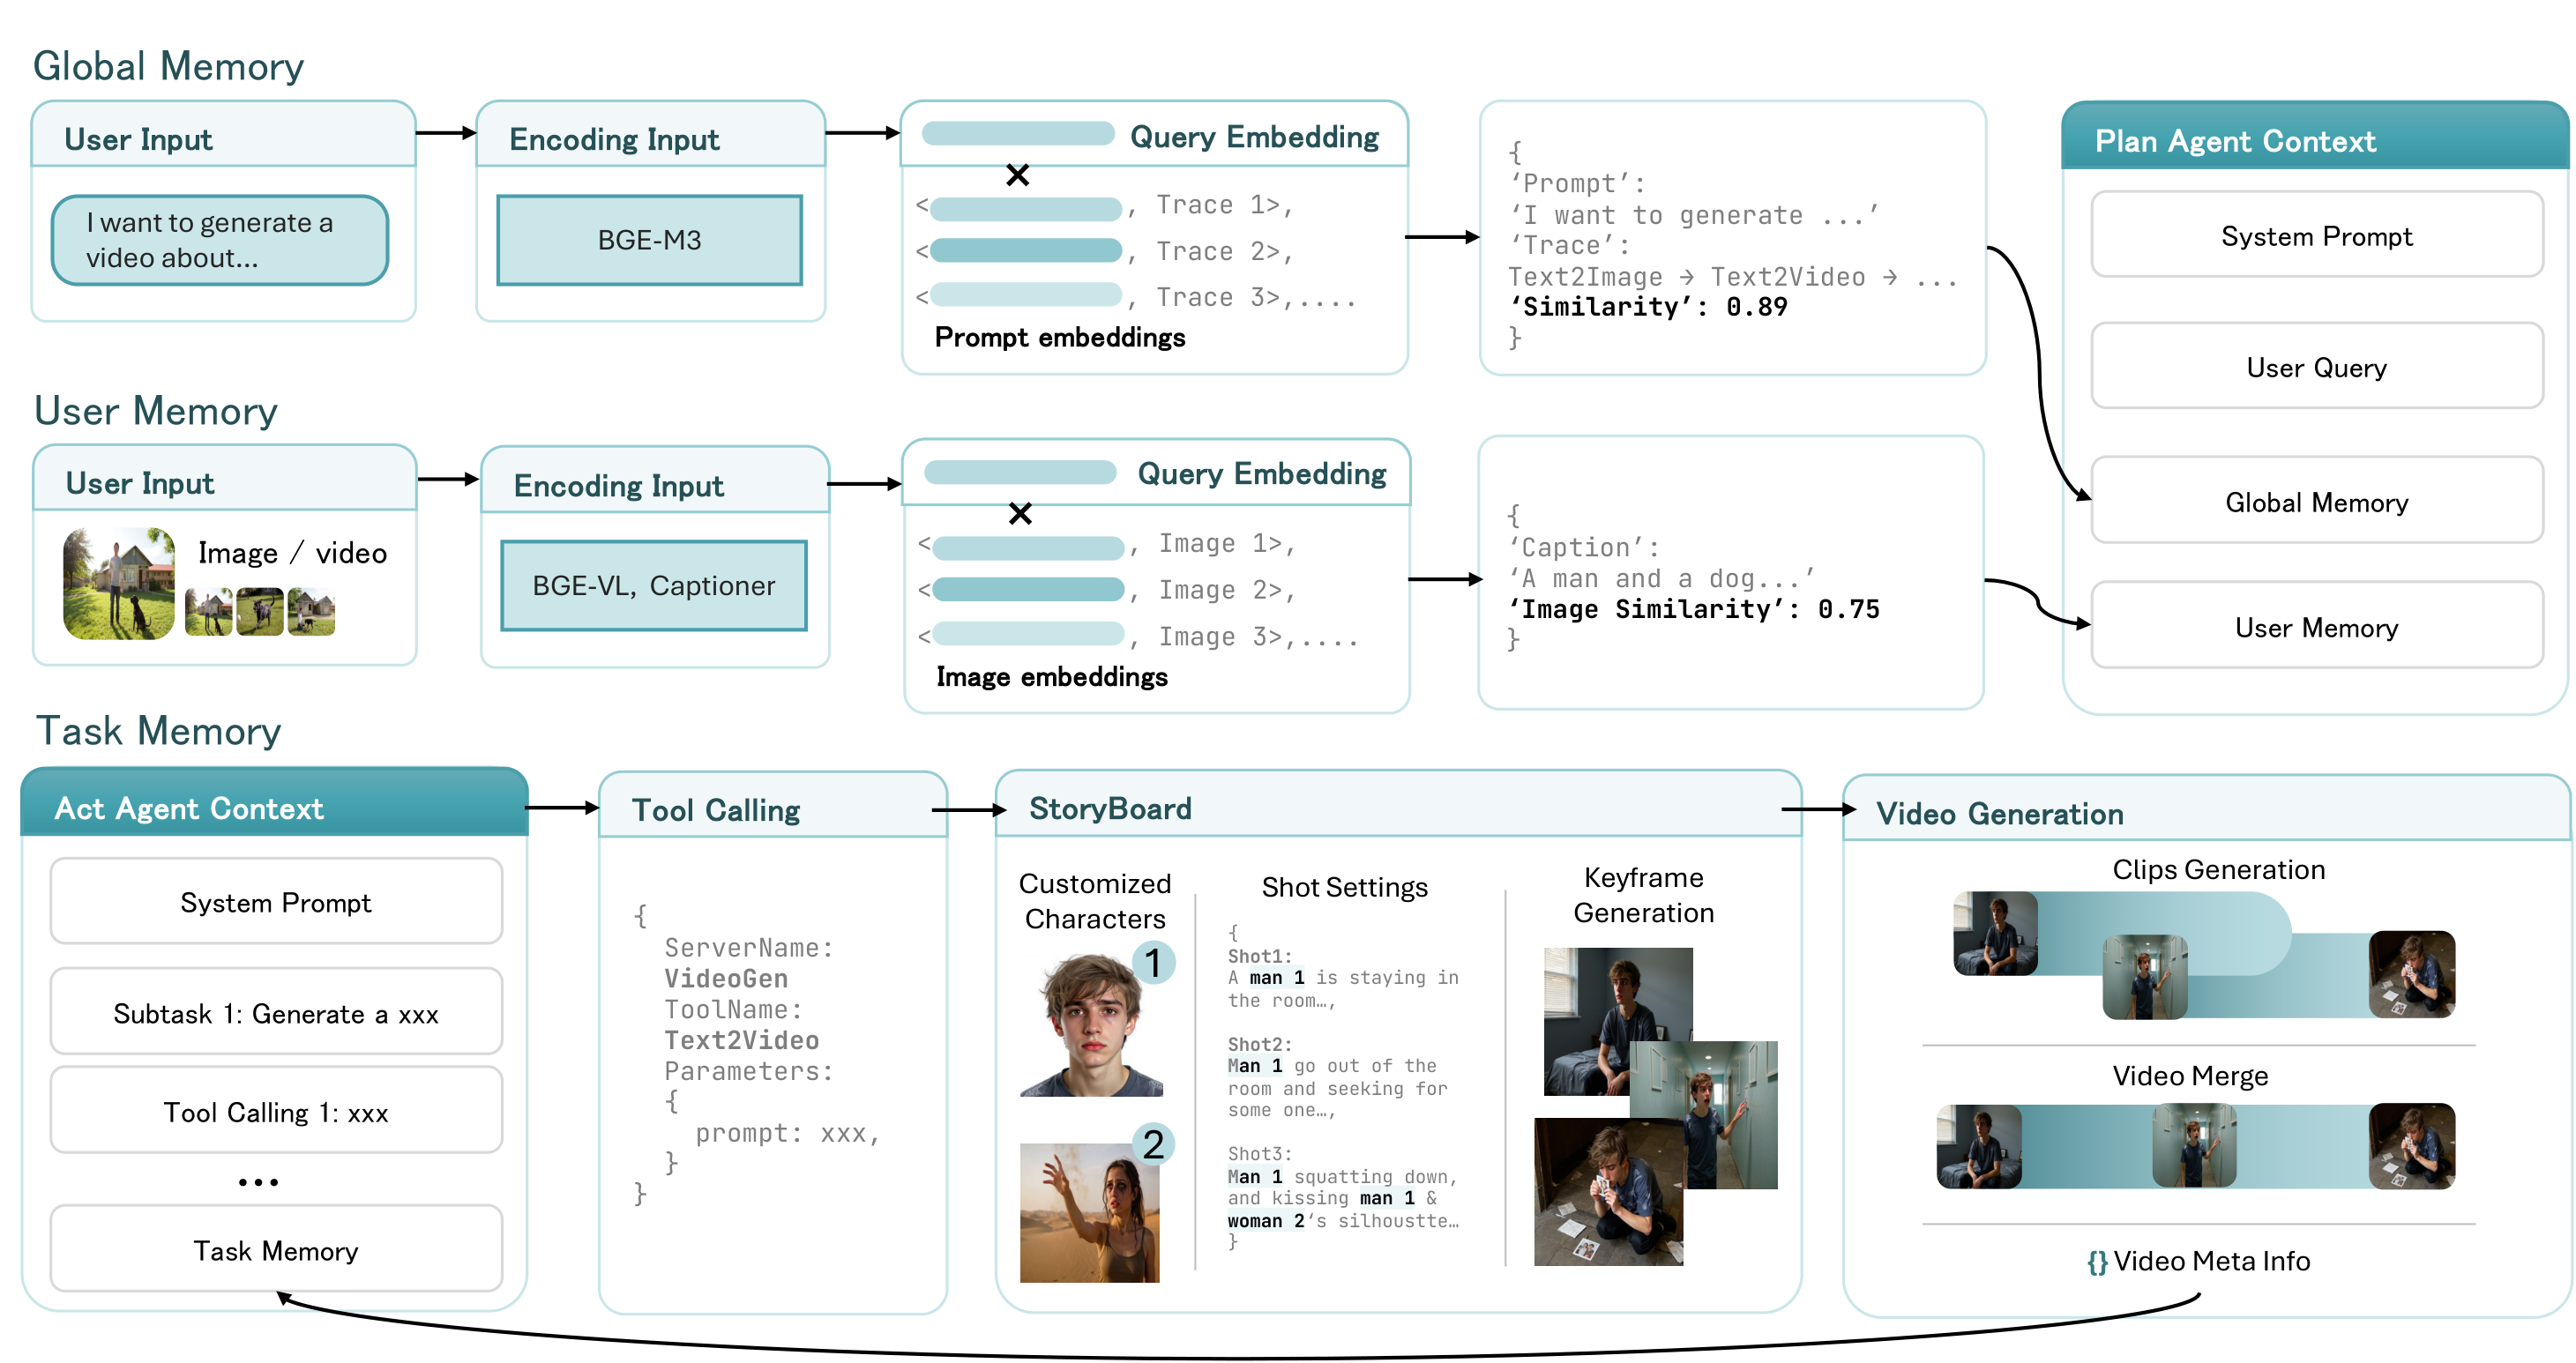 Global Memory
User Input
I want to generate a
video about...
Encoding Input
BGE-M3
Query Embedding
×
<, Trace 1>,
<, Trace 2>,
<, Trace 3>,....
Prompt embeddings
{
‘Prompt’:
‘I want to generate ...’
‘Trace’:
Text2Image → Text2Video → ...
‘Similarity’: 0.89
}
Plan Agent Context
System Prompt
User Query
Global Memory
User Memory
User Memory
User Input
Image / video
Encoding Input
BGE-VL, Captioner
Query Embedding
×
<, Image 1>,
<, Image 2>,
<, Image 3>,....
Image embeddings
{
‘Caption’:
‘A man and a dog...’
‘Image Similarity’: 0.75
}
Task Memory
Act Agent Context
System Prompt
Subtask 1: Generate a xxx
Tool Calling 1: xxx
...
Task Memory
Tool Calling
{
ServerName:
VideoGen
ToolName:
Text2Video
Parameters:
{
prompt: xxx,
}
}
StoryBoard
Customized
Characters
1
2
Shot Settings
{
Shot1:
A man 1 is staying in
the room…,
Shot2:
Man 1 go out of the
room and seeking for
some one…,
Shot3:
Man 1 squatting down,
and kissing man 1 &
woman 2‘s silhoustte…
}
Keyframe
Generation
Video Generation
Clips Generation
Video Merge
{} Video Meta Info